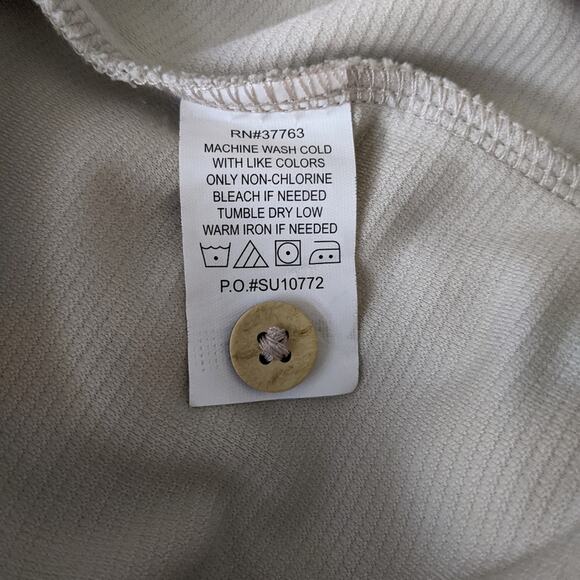 RN#37763
MACHINE WASH COLD
WITH LIKE COLORS
ONLY NON-CHLORINE
BLEACH IF NEEDED
TUMBLE DRY LOW
WARM IRON IF NEEDED
P.O.#SU10772